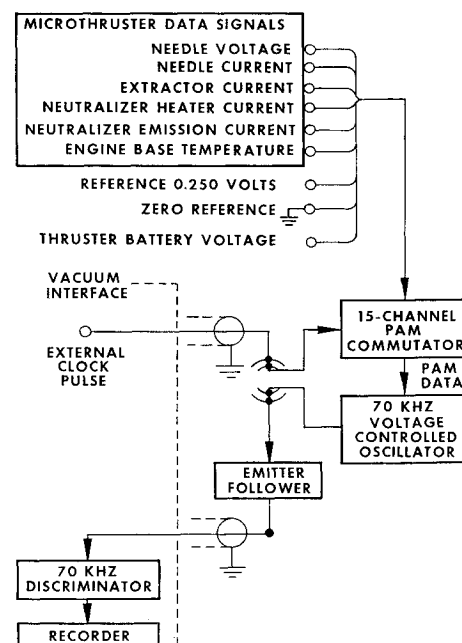 MICROTHRUSTER DATA SIGNALS
NEEDLE VOLTAGE
NEEDLE CURRENT
EXTRACTOR CURRENT
NEUTRALIZER HEATER CURRENT
NEUTRALIZER EMISSION CURRENT
ENGINE BASE TEMPERATURE
REFERENCE 0.250 VOLTS
ZERO REFERENCE
THRUSTER BATTERY VOLTAGE
VACUUM
INTERFACE
EXTERNAL
CLOCK
PULSE
15-CHANNEL
PAM
COMMUTATOR
PAM
DATA
70 KHZ
VOLTAGE
CONTROLLED
OSCILLATOR
EMITTER
FOLLOWER
70 KHZ
DISCRIMINATOR
RECORDER